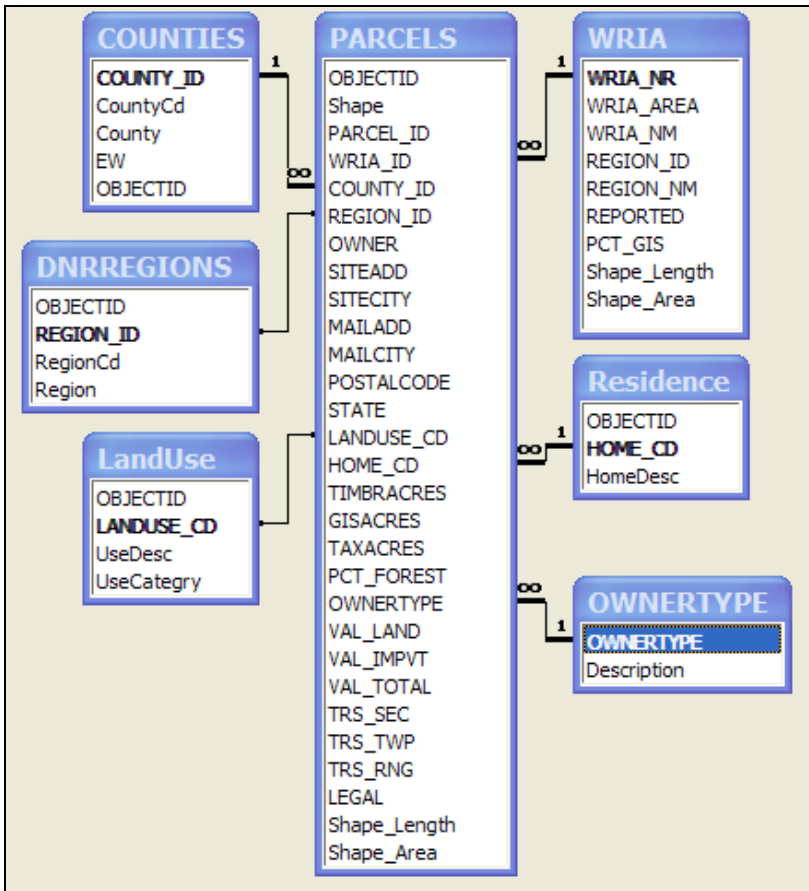 COUNTIES
COUNTY_ID
CountyCd
County
EW
OBJECTID
1
∞
DNRREGIONS
OBJECTID
REGION_ID
RegionCd
Region
LandUse
OBJECTID
LANDUSE_CD
UseDesc
UseCategry
PARCELS
OBJECTID
Shape
PARCEL_ID
WRIA_ID
COUNTY_ID
REGION_ID
OWNER
SITEADD
SITECITY
MAILADD
MAILCITY
POSTALCODE
STATE
LANDUSE_CD
HOME_CD
TIMBRACRES
GISACRES
TAXACRES
PCT_FOREST
OWNERTYPE
VAL_LAND
VAL_IMPVT
VAL_TOTAL
TRS_SEC
TRS_TWP
TRS_RNG
LEGAL
Shape_Length
Shape_Area
1
∞
WRIA
WRIA_NR
WRIA_AREA
WRIA_NM
REGION_ID
REGION_NM
REPORTED
PCT_GIS
Shape_Length
Shape_Area
1
∞
Residence
OBJECTID
HOME_CD
HomeDesc
∞
1
OWNERTYPE
OWNERTYPE
Description